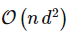 𝒪(n d²)